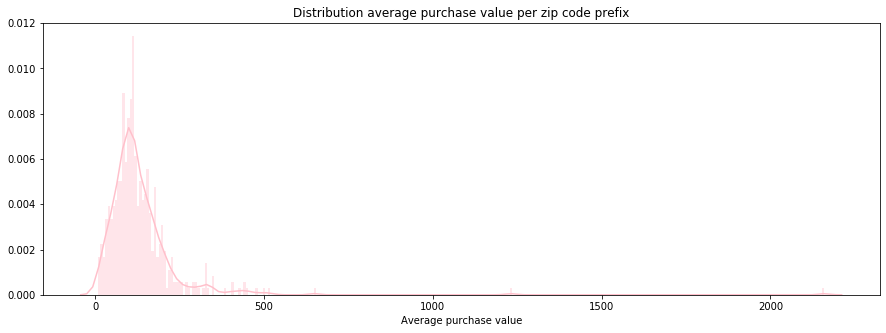 Distribution average purchase value per zip code prefix
0.012
0.010
0.008
0.006
0.004
0.002
0.000
0 500 1000 1500 2000
Average purchase value